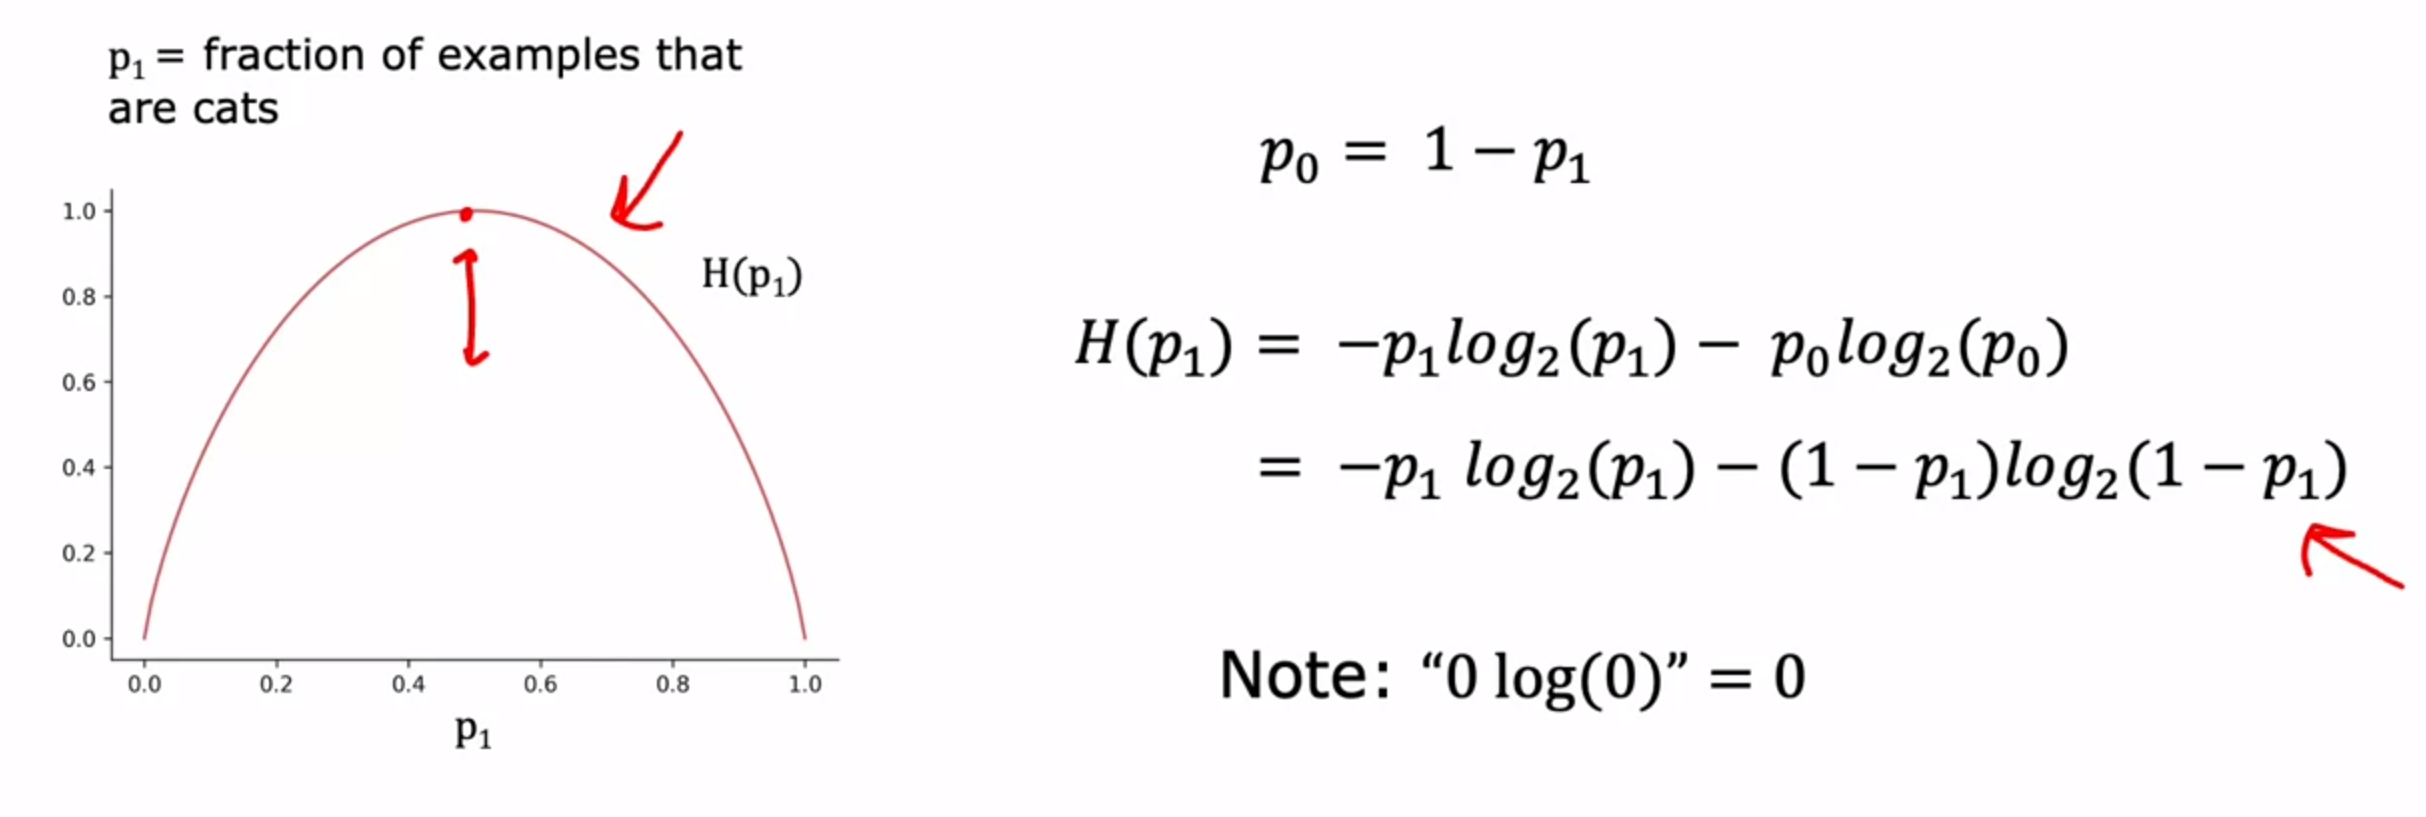 p₁ = fraction of examples that
are cats
1.0
0.8
0.6
0.4
0.2
0.0
H(p₁)
0.0 0.2 0.4 0.6 0.8 1.0
p₁
p₀ = 1 − p₁
H(p₁) = −p₁log₂(p₁) − p₀log₂(p₀)
= −p₁ log₂(p₁) − (1 − p₁)log₂(1 − p₁)
Note: “0 log(0)” = 0